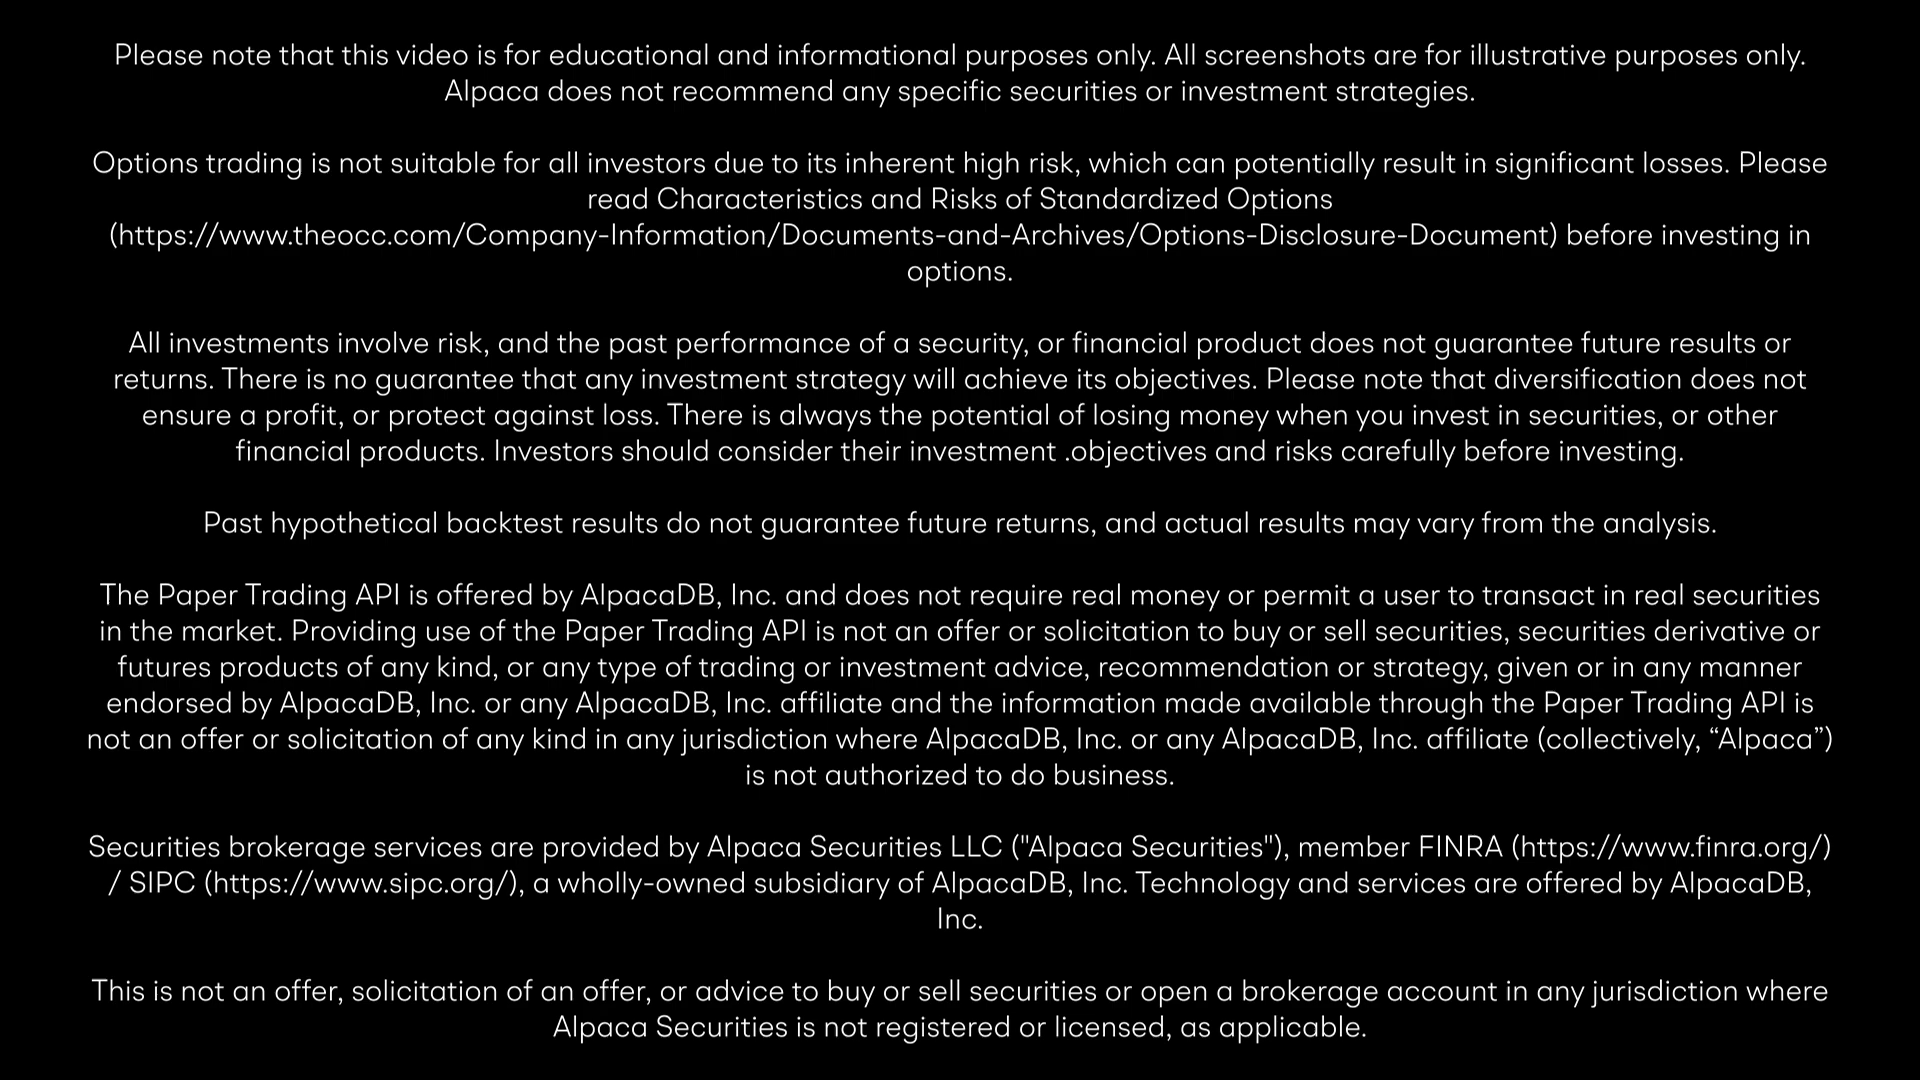 Please note that this video is for educational and informational purposes only. All screenshots are for illustrative purposes only.
Alpaca does not recommend any specific securities or investment strategies.
Options trading is not suitable for all investors due to its inherent high risk, which can potentially result in significant losses. Please
read Characteristics and Risks of Standardized Options
(https://www.theocc.com/Company-Information/Documents-and-Archives/Options-Disclosure-Document) before investing in
options.
All investments involve risk, and the past performance of a security, or financial product does not guarantee future results or
returns. There is no guarantee that any investment strategy will achieve its objectives. Please note that diversification does not
ensure a profit, or protect against loss. There is always the potential of losing money when you invest in securities, or other
financial products. Investors should consider their investment .objectives and risks carefully before investing.
Past hypothetical backtest results do not guarantee future returns, and actual results may vary from the analysis.
The Paper Trading API is offered by AlpacaDB, Inc. and does not require real money or permit a user to transact in real securities
in the market. Providing use of the Paper Trading API is not an offer or solicitation to buy or sell securities, securities derivative or
futures products of any kind, or any type of trading or investment advice, recommendation or strategy, given or in any manner
endorsed by AlpacaDB, Inc. or any AlpacaDB, Inc. affiliate and the information made available through the Paper Trading API is
not an offer or solicitation of any kind in any jurisdiction where AlpacaDB, Inc. or any AlpacaDB, Inc. affiliate (collectively, “Alpaca”)
is not authorized to do business.
Securities brokerage services are provided by Alpaca Securities LLC ("Alpaca Securities"), member FINRA (https://www.finra.org/)
/ SIPC (https://www.sipc.org/), a wholly-owned subsidiary of AlpacaDB, Inc. Technology and services are offered by AlpacaDB,
Inc.
This is not an offer, solicitation of an offer, or advice to buy or sell securities or open a brokerage account in any jurisdiction where
Alpaca Securities is not registered or licensed, as applicable.